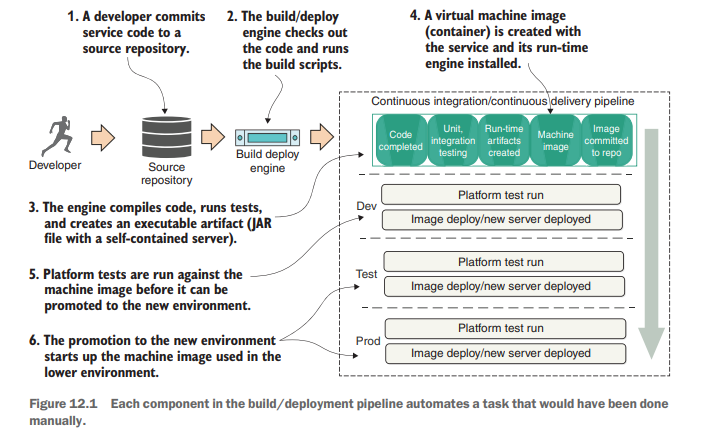 1. A developer commits
service code to a
source repository.
2. The build/deploy
engine checks out
the code and runs
the build scripts.
4. A virtual machine image
(container) is created with
the service and its run-time
engine installed.
Continuous integration/continuous delivery pipeline
Developer
Source
repository
Build deploy
engine
Code
completed
Unit,
integration
testing
Run-time
artifacts
created
Machine
image
Image
committed
to repo
3. The engine compiles code, runs tests,
and creates an executable artifact (JAR
file with a self-contained server).
Dev
Platform test run
Image deploy/new server deployed
5. Platform tests are run against the
machine image before it can be
promoted to the new environment.
Test
Platform test run
Image deploy/new server deployed
6. The promotion to the new environment
starts up the machine image used in the
lower environment.
Prod
Platform test run
Image deploy/new server deployed
Figure 12.1 Each component in the build/deployment pipeline automates a task that would have been done
manually.